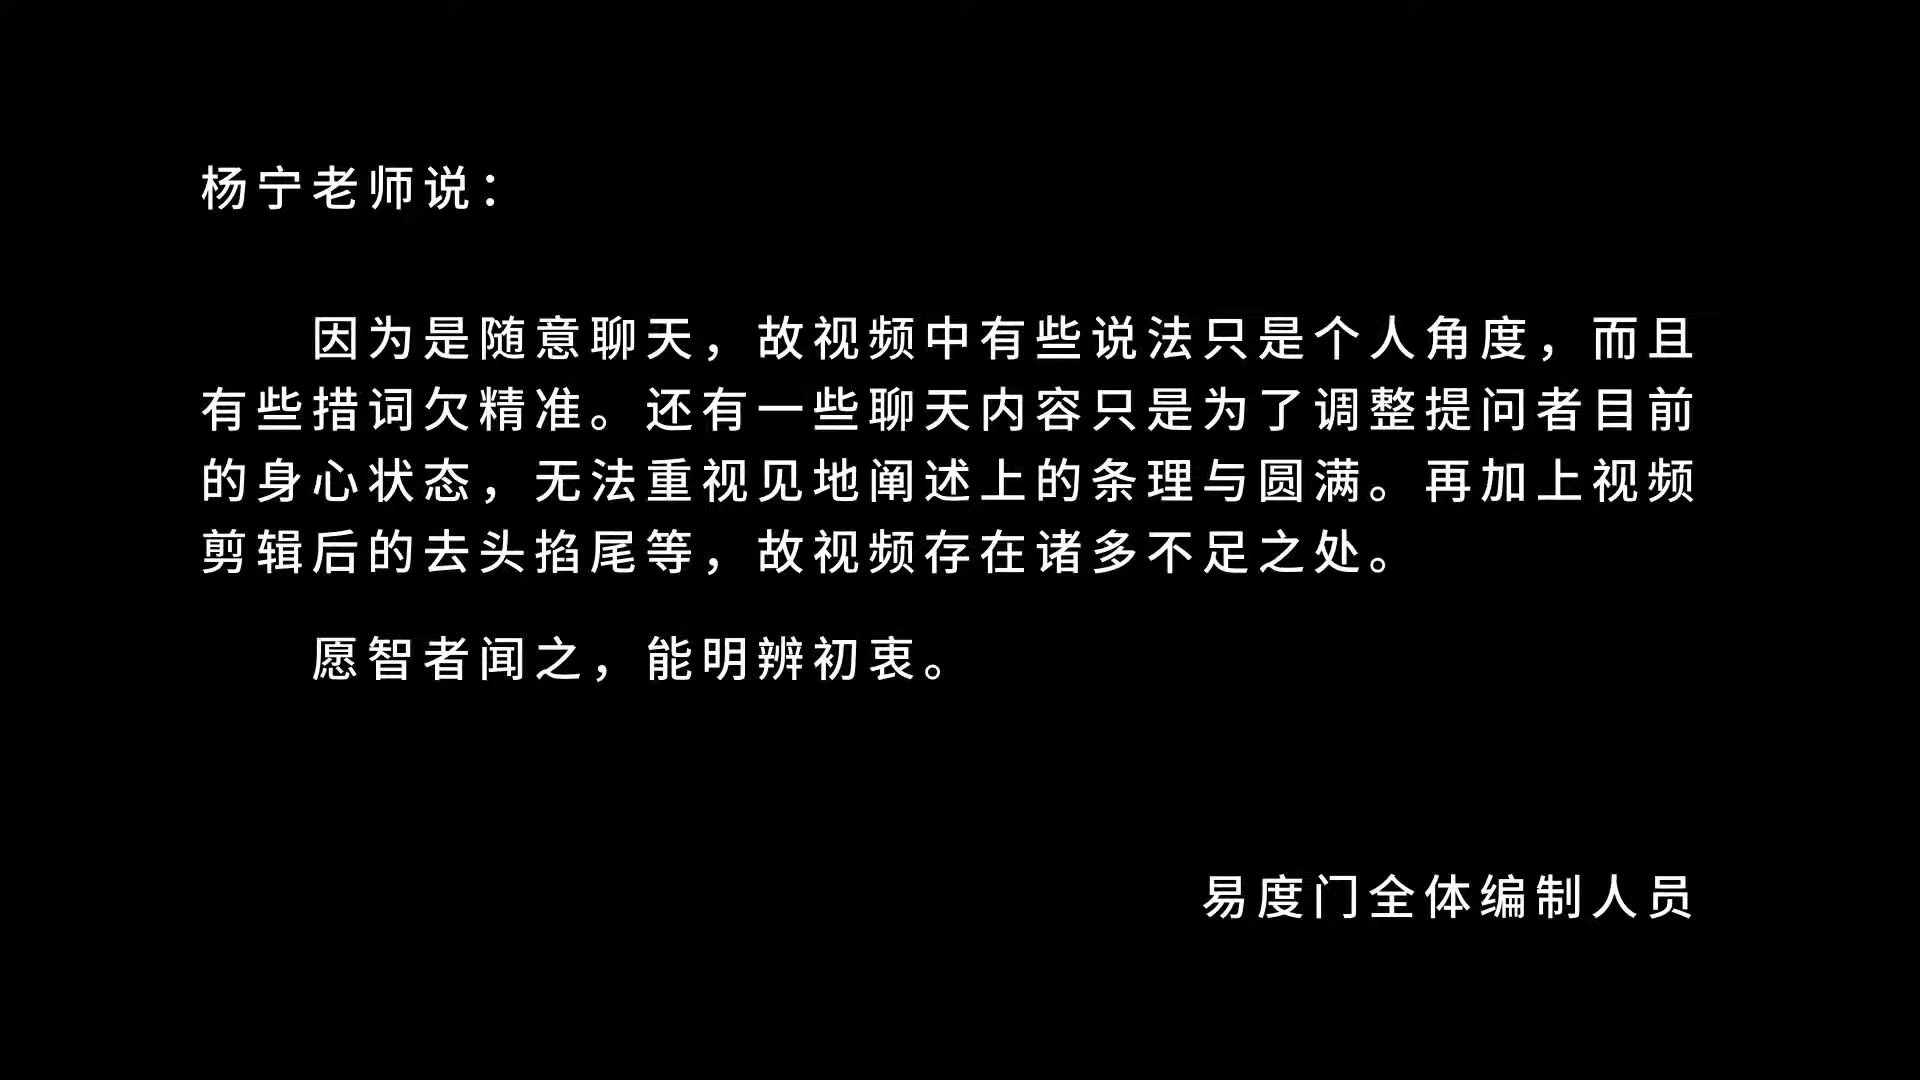 杨宁老师说：
因为是随意聊天，故视频中有些说法只是个人角度，而且
有些措词欠精准。还有一些聊天内容只是为了调整提问者目前
的身心状态，无法重视见地阐述上的条理与圆满。再加上视频
剪辑后的去头掐尾等，故视频存在诸多不足之处。
愿智者闻之，能明辨初衷。
易度门全体编制人员